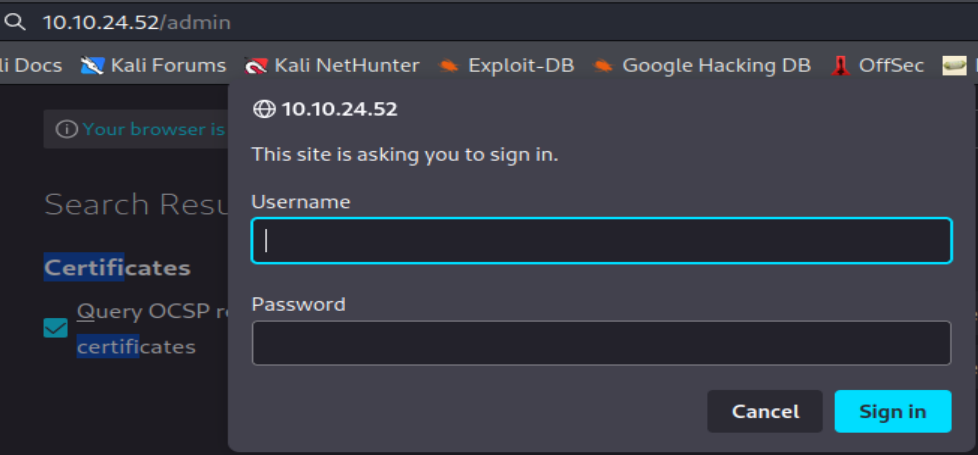 10.10.24.52/admin
li Docs Kali Forums Kali NetHunter Exploit-DB Google Hacking DB OffSec
10.10.24.52
Your browser is
This site is asking you to sign in.
Search Resu
Username
Certificates
Password
Query OCSP r
certificates
Cancel Sign in